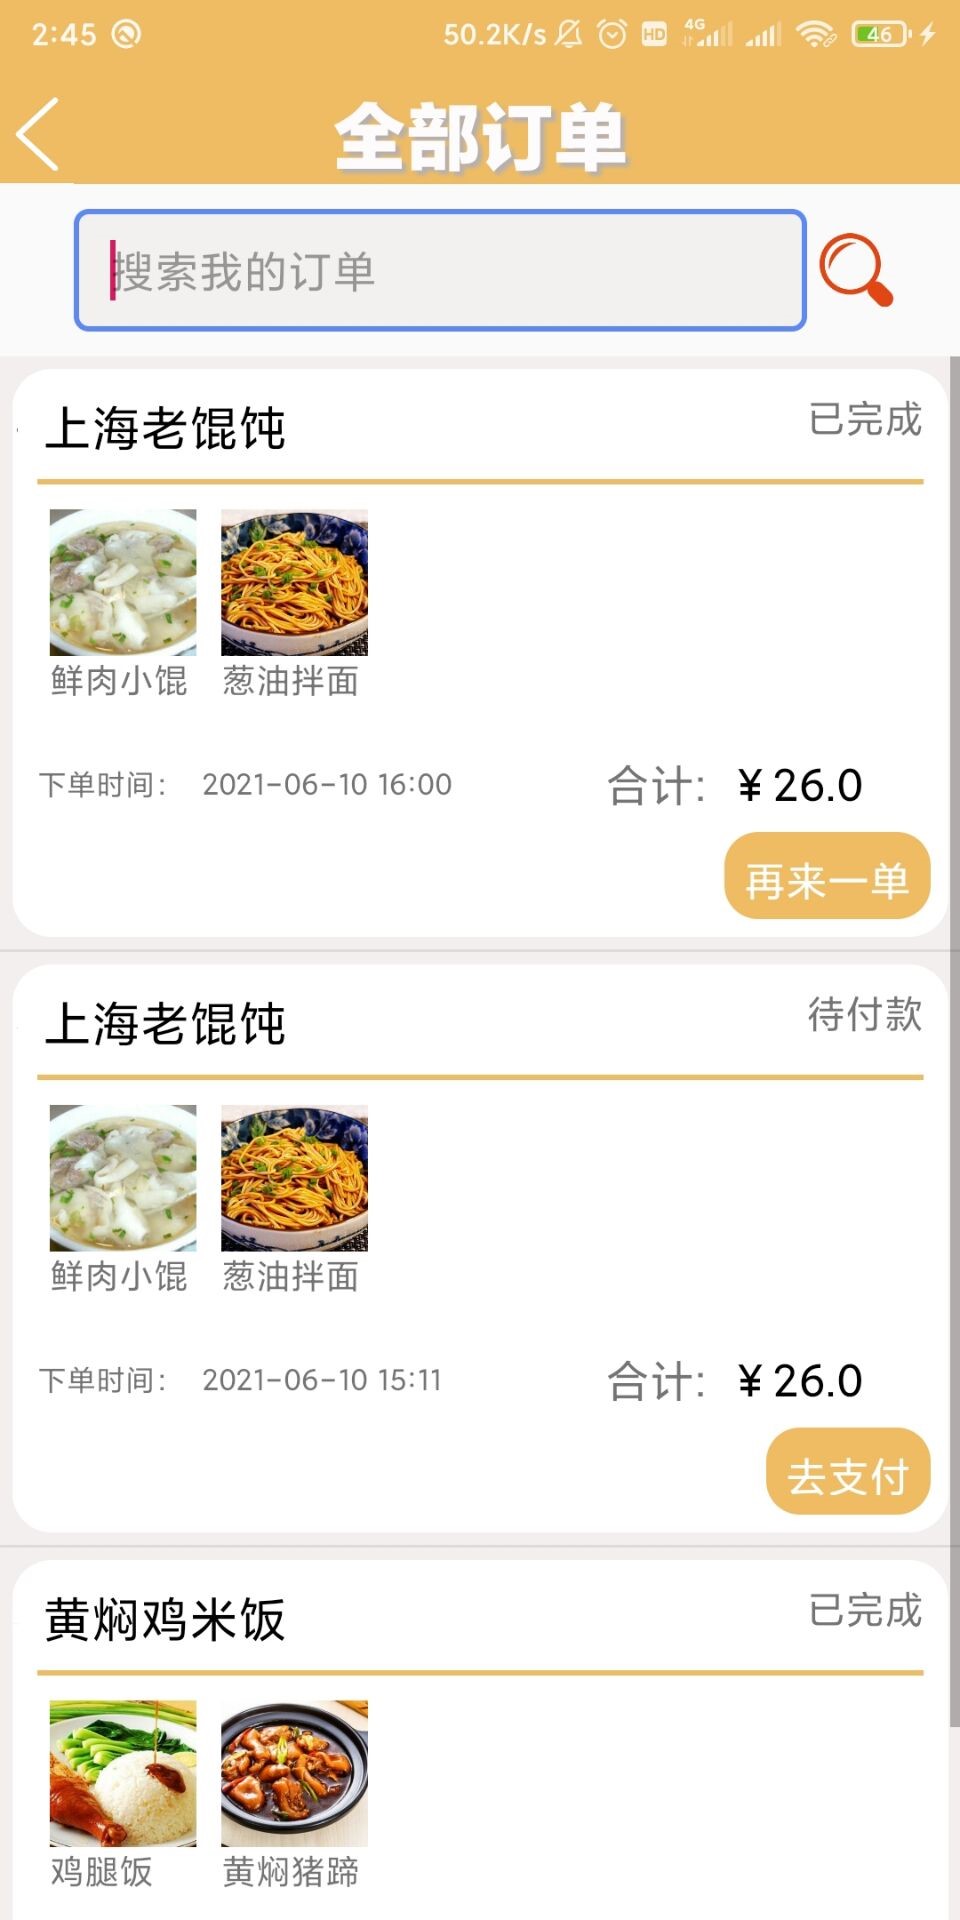 2:45 50.2K/s HD 4G 46
全部订单
搜索我的订单
上海老馄饨 已完成
鲜肉小馄 葱油拌面
下单时间： 2021-06-10 16:00 合计: ¥ 26.0
再来一单
上海老馄饨 待付款
鲜肉小馄 葱油拌面
下单时间： 2021-06-10 15:11 合计: ¥ 26.0
去支付
黄焖鸡米饭 已完成
鸡腿饭 黄焖猪蹄